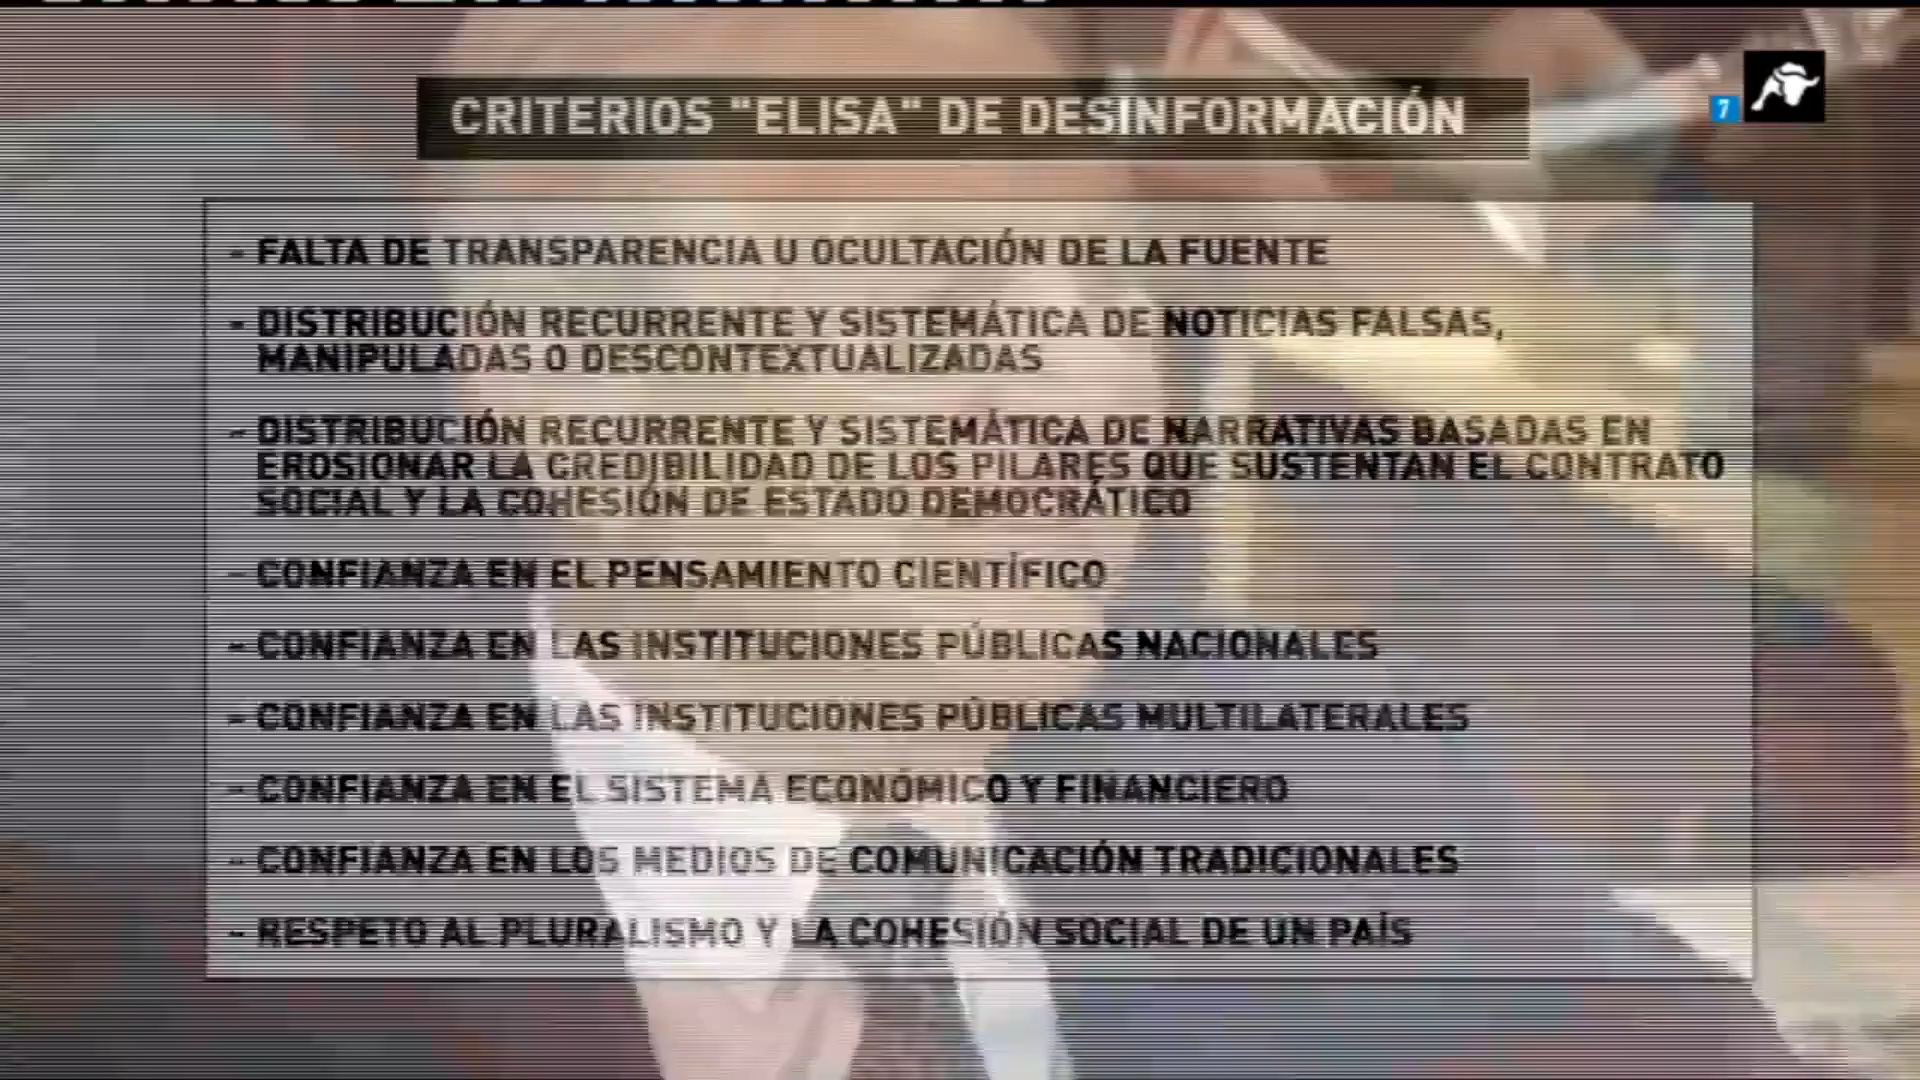 CRITERIOS "ELISA" DE DESINFORMACIÓN
7
- FALTA DE TRANSPARENCIA U OCULTACIÓN DE LA FUENTE
- DISTRIBUCIÓN RECURRENTE Y SISTEMÁTICA DE NOTICIAS FALSAS,
MANIPULADAS O DESCONTEXTUALIZADAS
- DISTRIBUCIÓN RECURRENTE Y SISTEMÁTICA DE NARRATIVAS BASADAS EN
EROSIONAR LA CREDIBILIDAD DE LOS PILARES QUE SUSTENTAN EL CONTRATO
SOCIAL Y LA COHESIÓN DE ESTADO DEMOCRÁTICO
- CONFIANZA EN EL PENSAMIENTO CIENTÍFICO
- CONFIANZA EN LAS INSTITUCIONES PÚBLICAS NACIONALES
- CONFIANZA EN LAS INSTITUCIONES PÚBLICAS MULTILATERALES
- CONFIANZA EN EL SISTEMA ECONÓMICO Y FINANCIERO
- CONFIANZA EN LOS MEDIOS DE COMUNICACIÓN TRADICIONALES
- RESPETO AL PLURALISMO Y LA COHESIÓN SOCIAL DE UN PAÍS